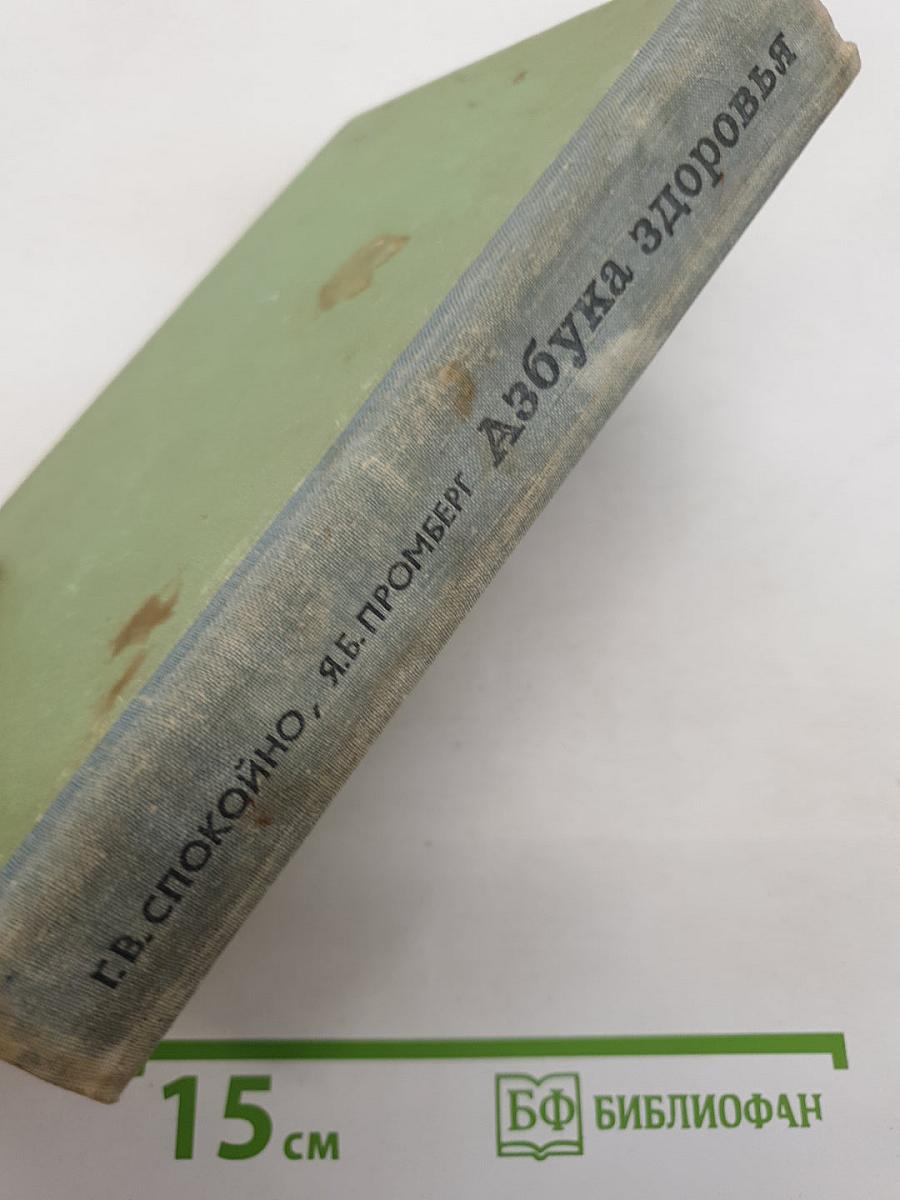 Г.В. СПОКОЙНО, Я.Б. ПРОМБЕРГ Азбука здоровья
15 см
БФ БИБЛИОФАН